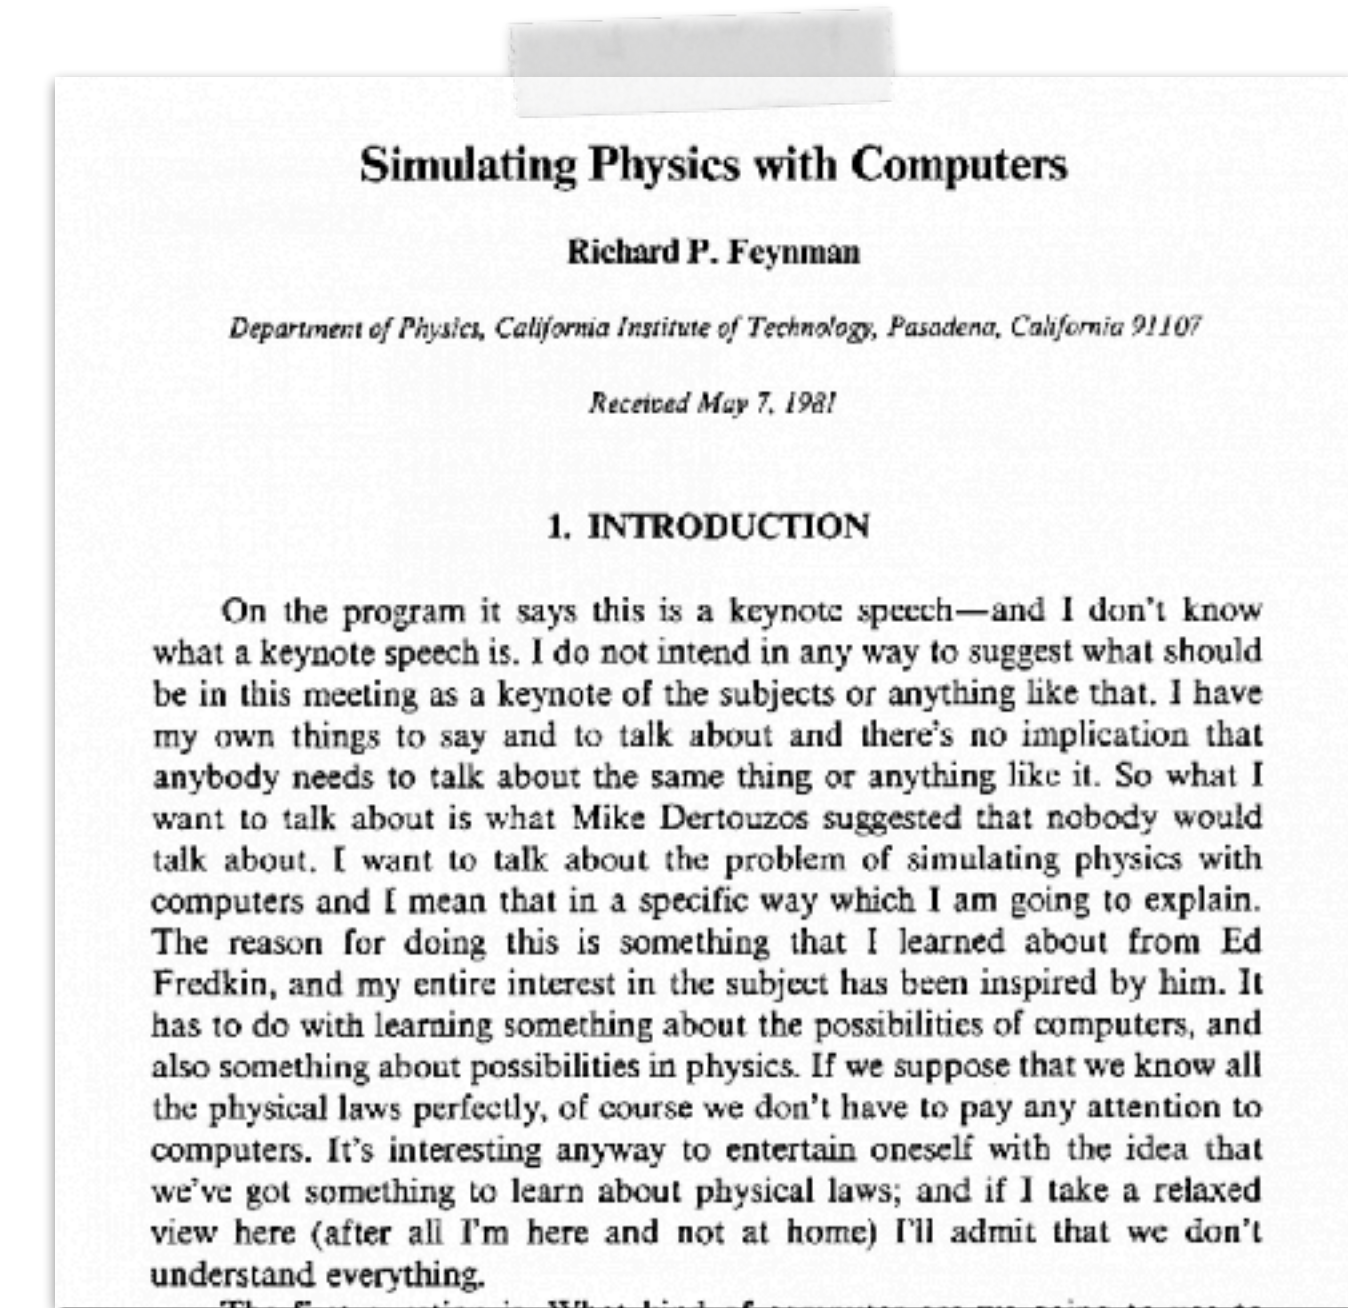 Simulating Physics with Computers
Richard P. Feynman
Department of Physics, California Institute of Technology, Pasadena, California 91107
Received May 7, 1981
1. INTRODUCTION
On the program it says this is a keynote speech—and I don't know
what a keynote speech is. I do not intend in any way to suggest what should
be in this meeting as a keynote of the subjects or anything like that. I have
my own things to say and to talk about and there's no implication that
anybody needs to talk about the same thing or anything like it. So what I
want to talk about is what Mike Dertouzos suggested that nobody would
talk about. I want to talk about the problem of simulating physics with
computers and I mean that in a specific way which I am going to explain.
The reason for doing this is something that I learned about from Ed
Fredkin, and my entire interest in the subject has been inspired by him. It
has to do with learning something about the possibilities of computers, and
also something about possibilities in physics. If we suppose that we know all
the physical laws perfectly, of course we don't have to pay any attention to
computers. It's interesting anyway to entertain oneself with the idea that
we've got something to learn about physical laws; and if I take a relaxed
view here (after all I'm here and not at home) I'll admit that we don't
understand everything.